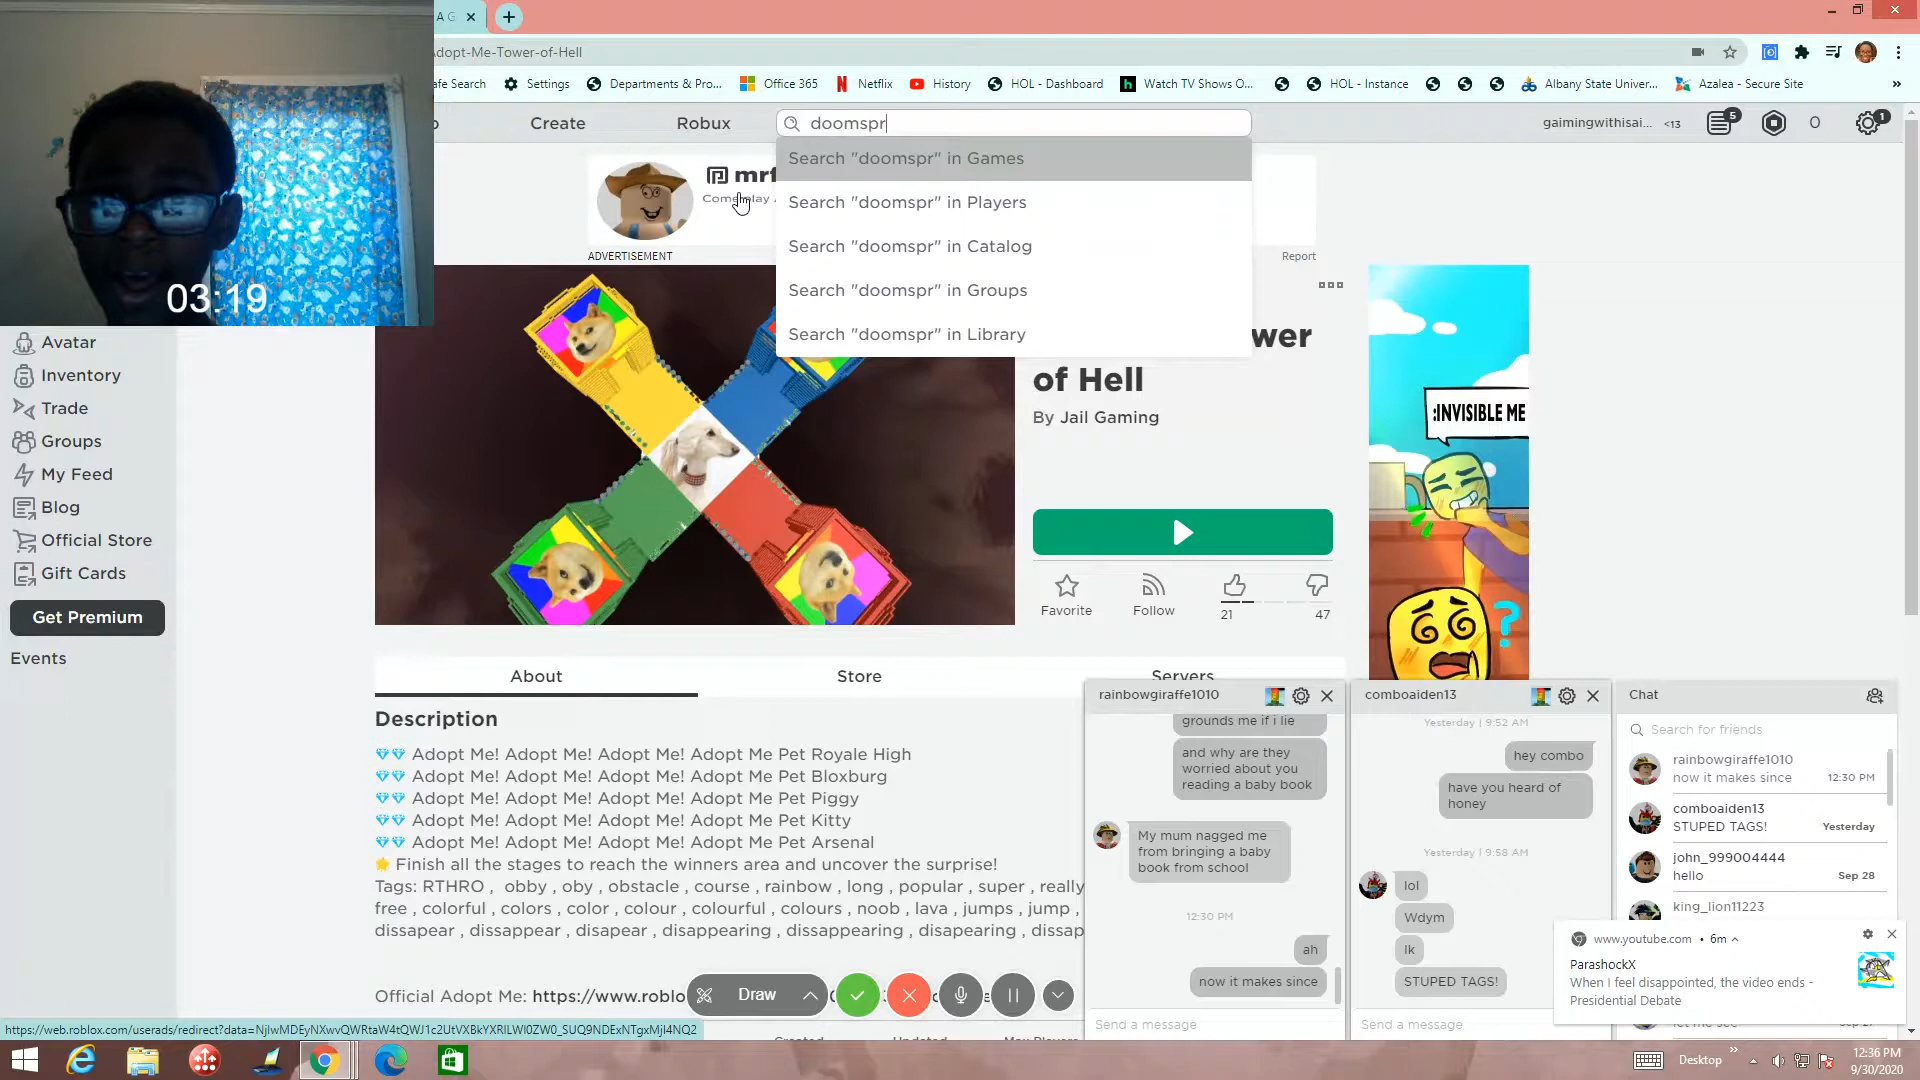 A G
Adopt-Me-Tower-of-Hell
afe Search
Settings
Departments & Pro...
Office 365
Netflix
History
HOL - Dashboard
Watch TV Shows O...
HOL - Instance
Albany State Univer...
Azalea - Secure Site
»
Create
Robux
doomspr
gaimingwithisai...
<13
5
0
1
Search "doomspr" in Games
Search "doomspr" in Players
Search "doomspr" in Catalog
Search "doomspr" in Groups
Search "doomspr" in Library
mrf
ADVERTISEMENT
Report
03:19
Avatar
Inventory
Trade
Groups
My Feed
Blog
Official Store
Gift Cards
Get Premium
Events
wer
of Hell
By Jail Gaming
:INVISIBLE ME
?
Favorite
Follow
21
47
About
Store
Servers
Description
Adopt Me! Adopt Me! Adopt Me! Adopt Me Pet Royale High
Adopt Me! Adopt Me! Adopt Me! Adopt Me Pet Bloxburg
Adopt Me! Adopt Me! Adopt Me! Adopt Me Pet Piggy
Adopt Me! Adopt Me! Adopt Me! Adopt Me Pet Kitty
Adopt Me! Adopt Me! Adopt Me! Adopt Me Pet Arsenal
Finish all the stages to reach the winners area and uncover the surprise!
Tags: RTHRO , obby , oby , obstacle , course , rainbow , long , popular , super , really
free , colorful , colors , color , colour , colourful , colours , noob , lava , jumps , jump ,
dissapear , dissappear , disapear , disappearing , dissappearing , disapearing , dissap
Official Adopt Me: https://www.roblo
Draw
rainbowgiraffe1010
grounds me if i lie
and why are they
worried about you
reading a baby book
My mum nagged me
from bringing a baby
book from school
12:30 PM
ah
now it makes since
Send a message
comboaiden13
Yesterday | 9:52 AM
hey combo
have you heard of
honey
Yesterday | 9:58 AM
lol
Wdym
Ik
STUPED TAGS!
Send a message
Chat
Search for friends
rainbowgiraffe1010
now it makes since
12:30 PM
comboaiden13
STUPED TAGS!
Yesterday
john_999004444
hello
Sep 28
king_lion11223
www.youtube.com • 6m
ParashockX
When I feel disappointed, the video ends -
Presidential Debate
Desktop
»
12:36 PM
9/30/2020